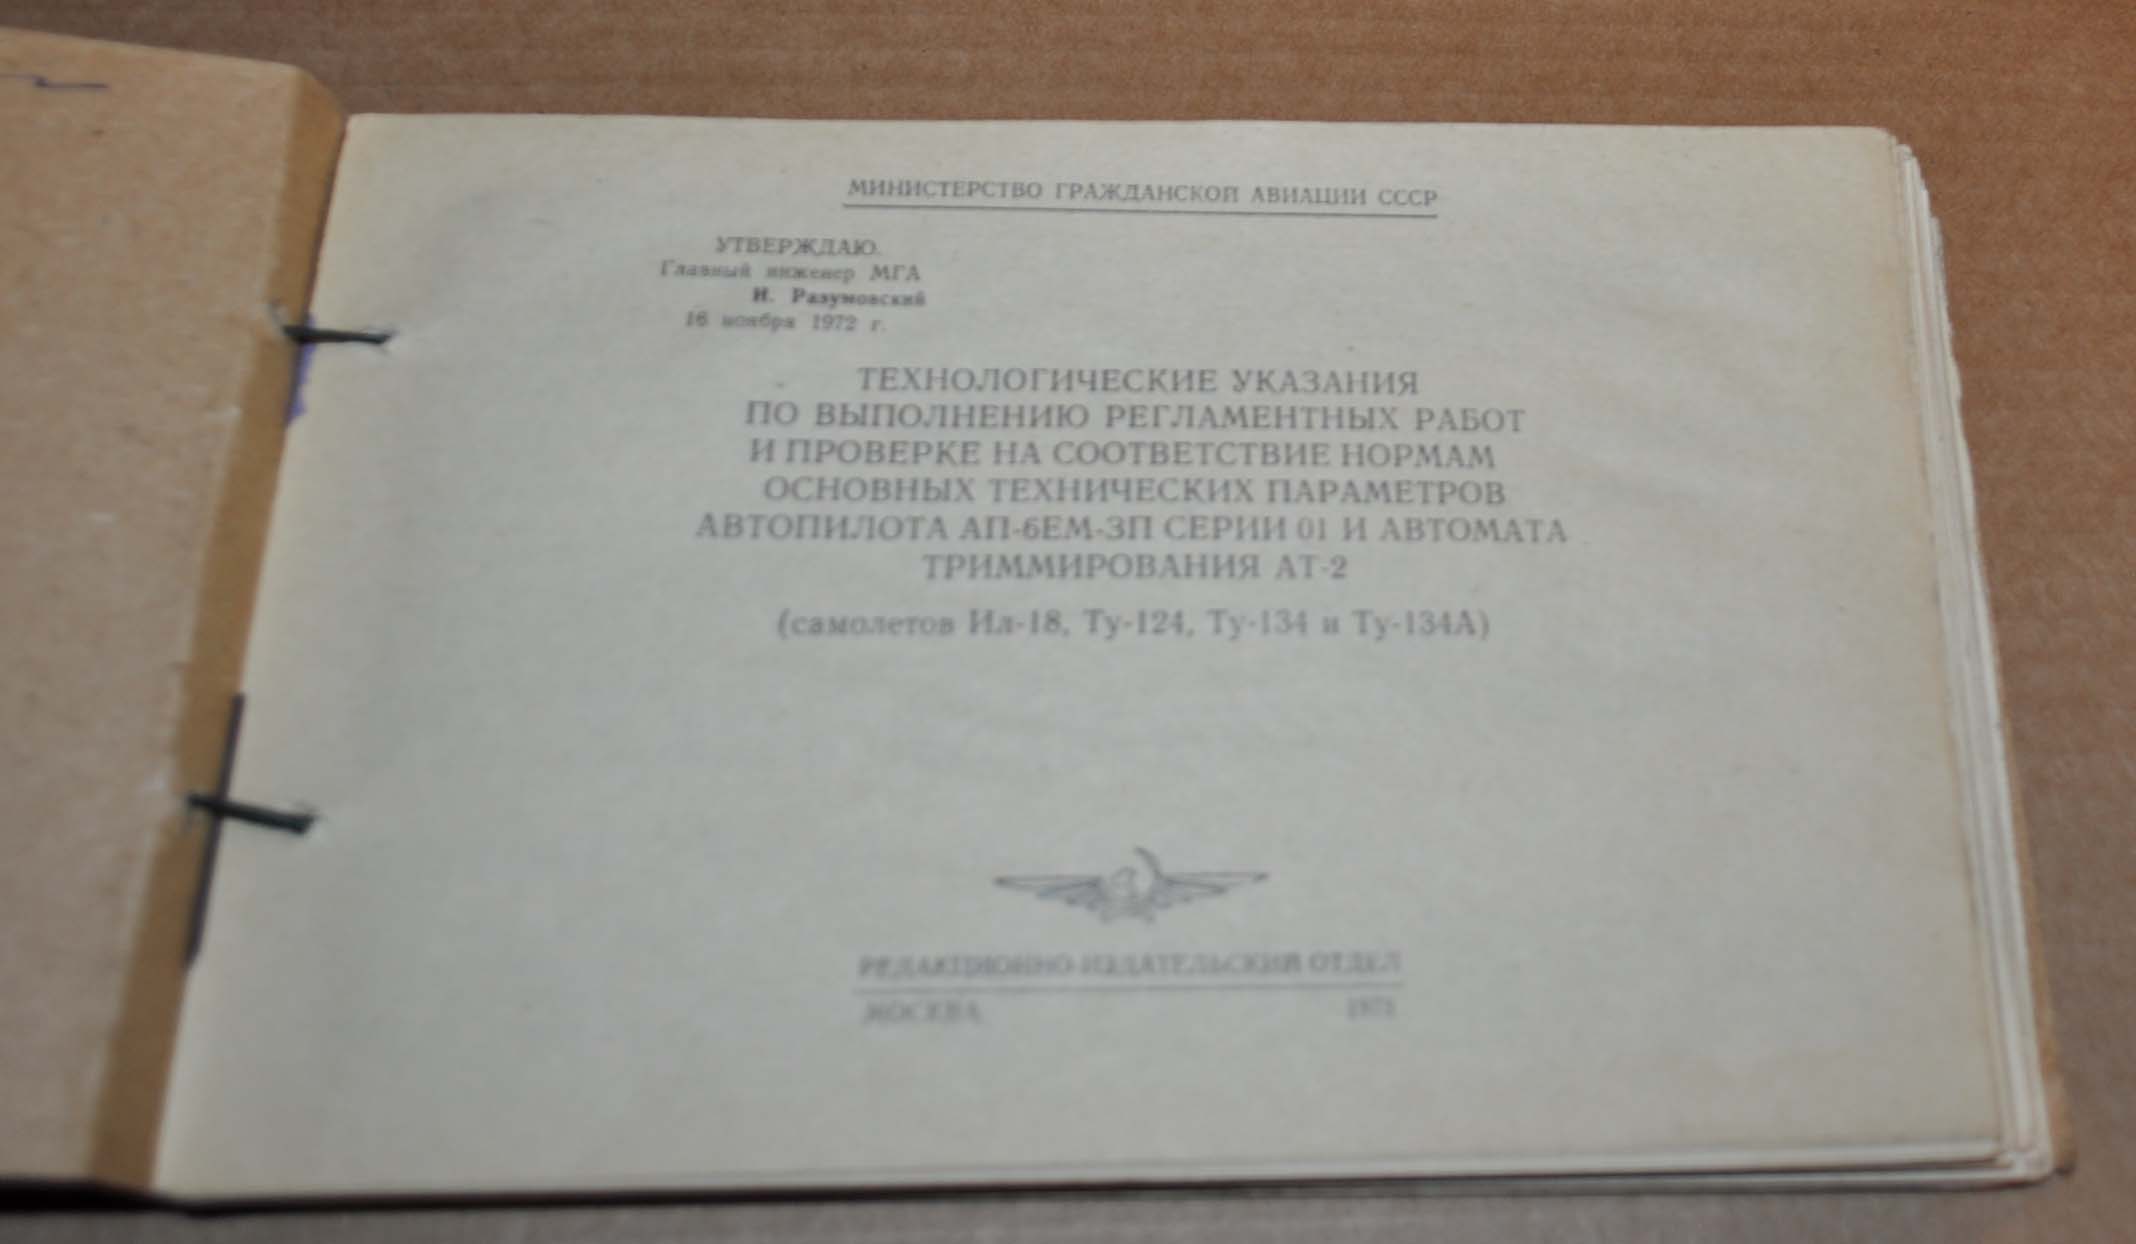 МИНИСТЕРСТВО ГРАЖДАНСКОЙ АВИАЦИИ СССР
УТВЕРЖДАЮ.
Главный инженер МГА
И. Разумовский
16 ноября 1972 г.
ТЕХНОЛОГИЧЕСКИЕ УКАЗАНИЯ
ПО ВЫПОЛНЕНИЮ РЕГЛАМЕНТНЫХ РАБОТ
И ПРОВЕРКЕ НА СООТВЕТСТВИЕ НОРМАМ
ОСНОВНЫХ ТЕХНИЧЕСКИХ ПАРАМЕТРОВ
АВТОПИЛОТА АП-6ЕМ-3П СЕРИИ 01 И АВТОМАТА
ТРИММИРОВАНИЯ АТ-2
(самолетов Ил-18, Ту-124, Ту-134 и Ту-134А)
РЕДАКЦИОННО-ИЗДАТЕЛЬСКИЙ ОТДЕЛ
МОСКВА